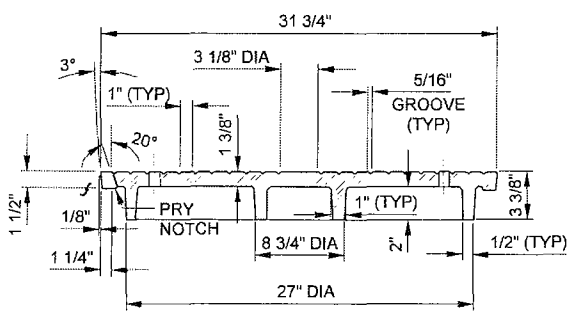 31 3/4"
3°
3 1/8" DIA
5/16"
GROOVE
(TYP)
1" (TYP)
20°
1 3/8"
1 1/2"
PRY
NOTCH
1" (TYP)
3 3/8"
1/8"
8 3/4" DIA
2"
1/2" (TYP)
1 1/4"
27" DIA